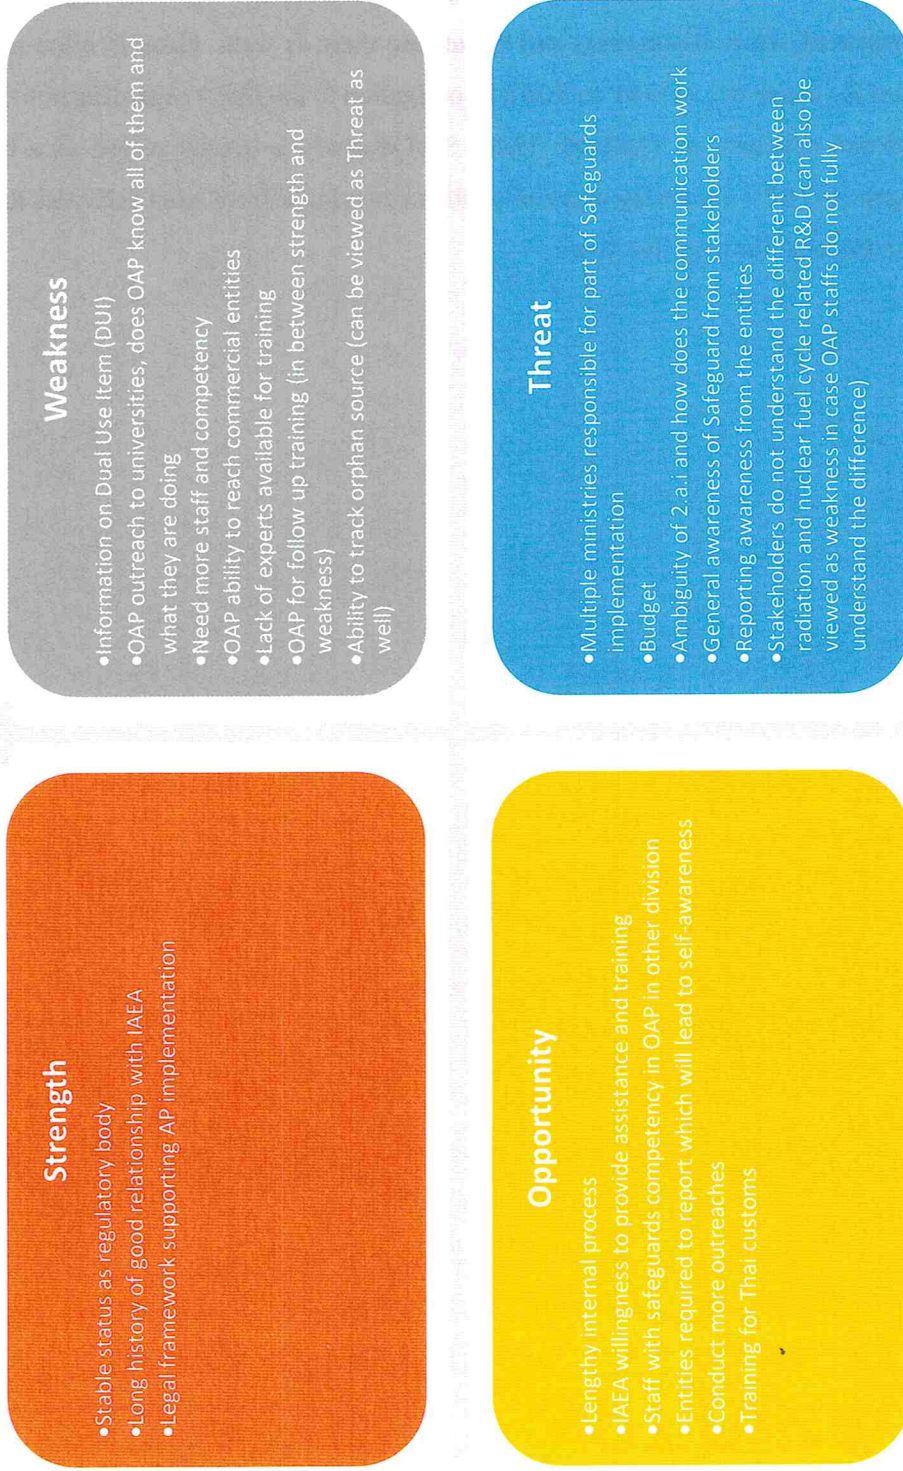 Strength
•Stable status as regulatory body
•Long history of good relationship with IAEA
•Legal framework supporting AP implementation
Weakness
•Information on Dual Use Item (DUI)
•OAP outreach to universities, does OAP know all of them and
what they are doing
•Need more staff and competency
•OAP ability to reach commercial entities
•Lack of experts available for training
•OAP for follow up training (in between strength and
weakness)
•Ability to track orphan source (can be viewed as Threat as
well)
Opportunity
•Lengthy internal process
•IAEA willingness to provide assistance and training
•Staff with safeguards competency in OAP in other division
•Entities required to report which will lead to self-awareness
•Conduct more outreaches
•Training for Thai customs
Threat
•Multiple ministries responsible for part of Safeguards
implementation
•Budget
•Ambiguity of 2.a.i and how does the communication work
•General awareness of Safeguard from stakeholders
•Reporting awareness from the entities
•Stakeholders do not understand the different between
radiation and nuclear fuel cycle related R&D (can also be
viewed as weakness in case OAP staffs do not fully
understand the difference)